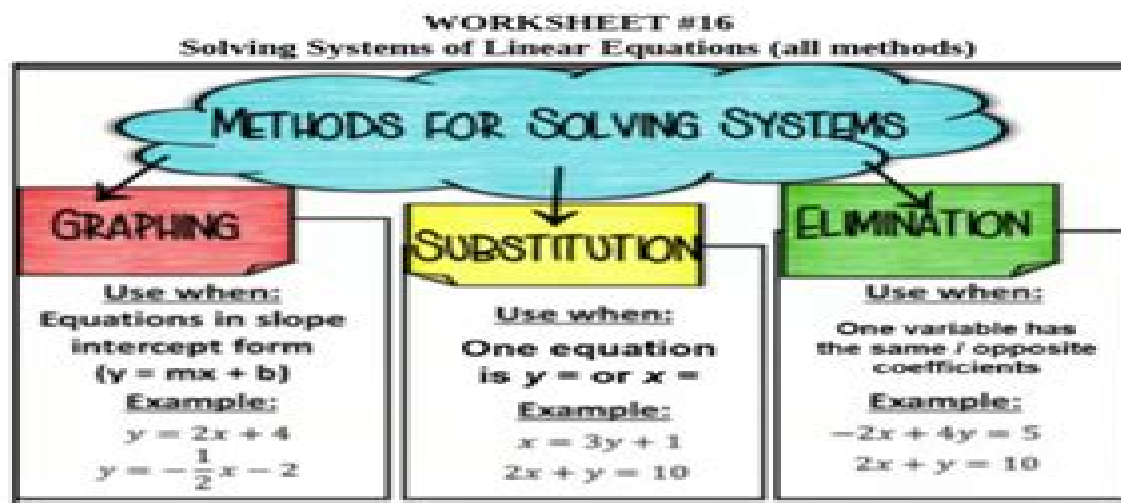 WORKSHEET #16
Solving Systems of Linear Equations (all methods)
METHODS FOR SOLVING SYSTEMS
GRAPHING
Use when:
Equations in slope
intercept form
(y = mx + b)
Example:
y = 2x + 4
y = -1/2 x - 2
SUBSTITUTION
Use when:
One equation
is y = or x =
Example:
x = 3y + 1
2x + y = 10
ELIMINATION
Use when:
One variable has
the same / opposite
coefficients
Example:
-2x + 4y = 5
2x + y = 10